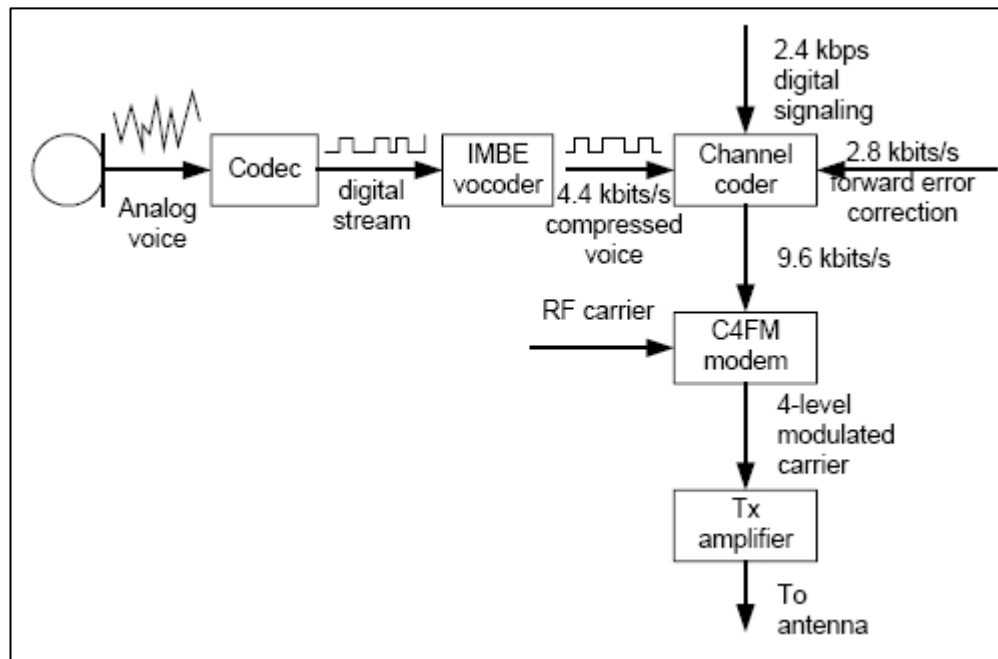 2.4 kbps
digital
signaling
Analog
voice
Codec
digital
stream
IMBE
vocoder
4.4 kbits/s
compressed
voice
Channel
coder
2.8 kbits/s
forward error
correction
9.6 kbits/s
RF carrier
C4FM
modem
4-level
modulated
carrier
Tx
amplifier
To
antenna